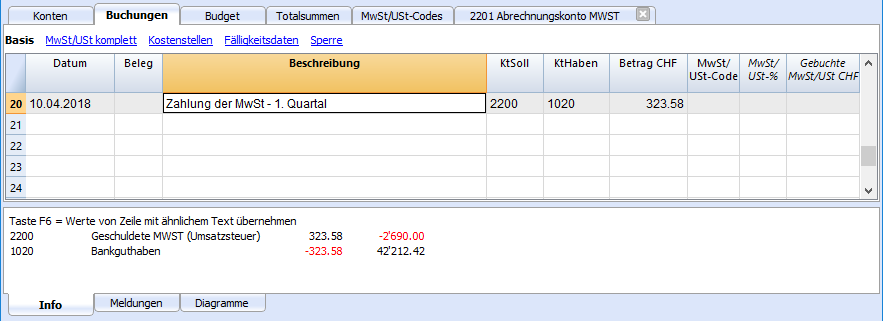 Konten Buchungen Budget Totalsummen MwSt/USt-Codes 2201 Abrechnungskonto MWST
Basis MwSt/USt komplett Kostenstellen Fälligkeitsdaten Sperre
Datum Beleg Beschreibung KtSoll KtHaben Betrag CHF MwSt/ USt-Code MwSt/ USt-% Gebuchte MwSt/USt CHF
20 10.04.2018 Zahlung der MwSt - 1. Quartal 2200 1020 323.58
21
22
23
24
Taste F6 = Werte von Zeile mit ähnlichem Text übernehmen
2200 Geschuldete MWST (Umsatzsteuer) 323.58 -2'690.00
1020 Bankguthaben -323.58 42'212.42
Info Meldungen Diagramme